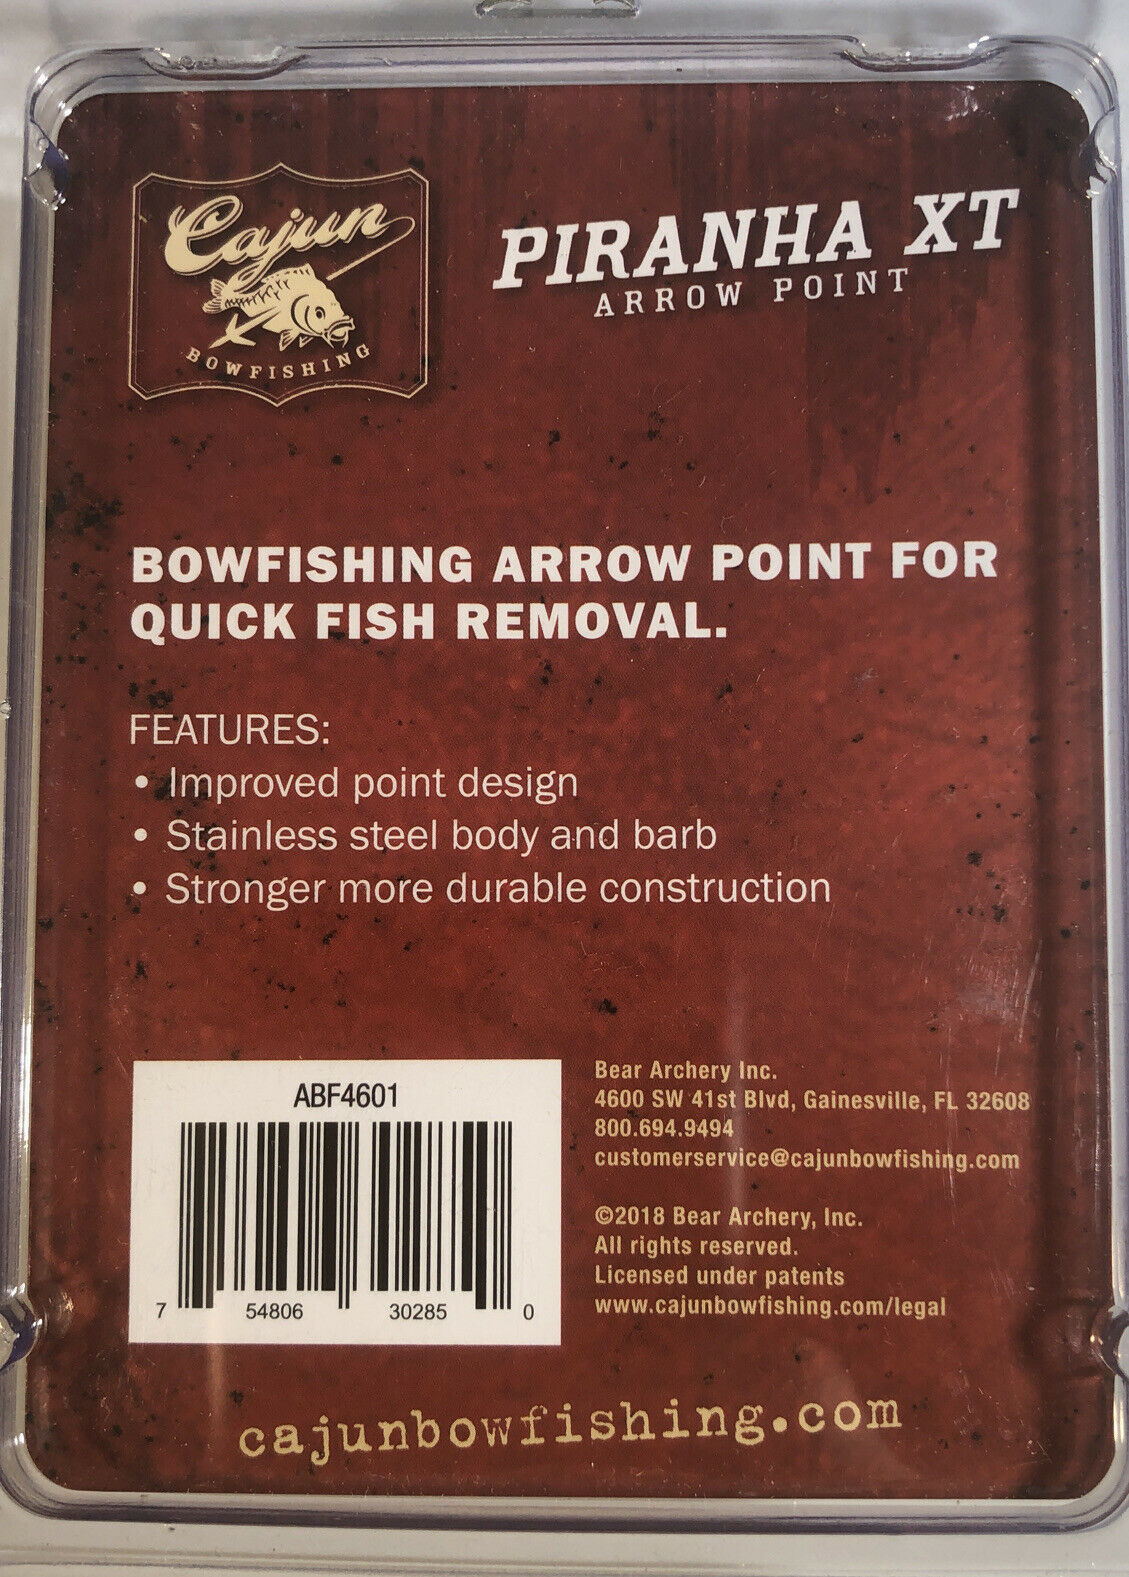 Cajun
BOWFISHING
PIRANHA XT
ARROW POINT
BOWFISHING ARROW POINT FOR
QUICK FISH REMOVAL.
FEATURES:
• Improved point design
• Stainless steel body and barb
• Stronger more durable construction
ABF4601
7 54806 30285 0
Bear Archery Inc.
4600 SW 41st Blvd, Gainesville, FL 32608
800.694.9494
customerservice@cajunbowfishing.com
©2018 Bear Archery, Inc.
All rights reserved.
Licensed under patents
www.cajunbowfishing.com/legal
cajunbowfishing.com